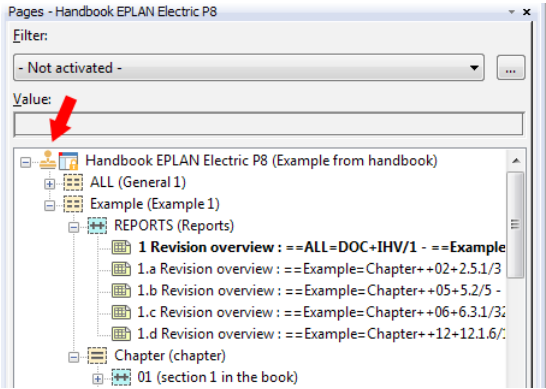 Pages - Handbook EPLAN Electric P8
Filter:
- Not activated -
...
Value:
Handbook EPLAN Electric P8 (Example from handbook)
ALL (General 1)
Example (Example 1)
REPORTS (Reports)
1 Revision overview : ==ALL=DOC+IHV/1 - ==Example
1.a Revision overview : ==Example=Chapter++02+2.5.1/3
1.b Revision overview : ==Example=Chapter++05+5.2/5 -
1.c Revision overview : ==Example=Chapter++06+6.3.1/32
1.d Revision overview : ==Example=Chapter++12+12.1.6/1
Chapter (chapter)
01 (section 1 in the book)